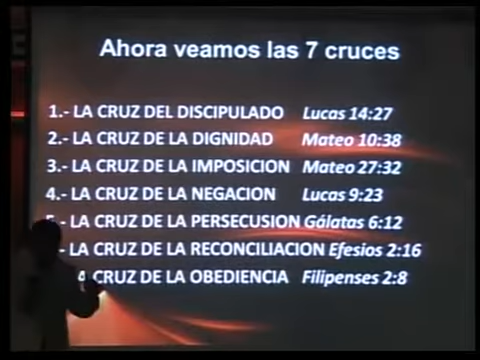 Ahora veamos las 7 cruces
1.- LA CRUZ DEL DISCIPULADO Lucas 14:27
2.- LA CRUZ DE LA DIGNIDAD Mateo 10:38
3.- LA CRUZ DE LA IMPOSICION Mateo 27:32
4.- LA CRUZ DE LA NEGACION Lucas 9:23
.- LA CRUZ DE LA PERSECUSION Gálatas 6:12
.- LA CRUZ DE LA RECONCILIACION Efesios 2:16
CRUZ DE LA OBEDIENCIA Filipenses 2:8